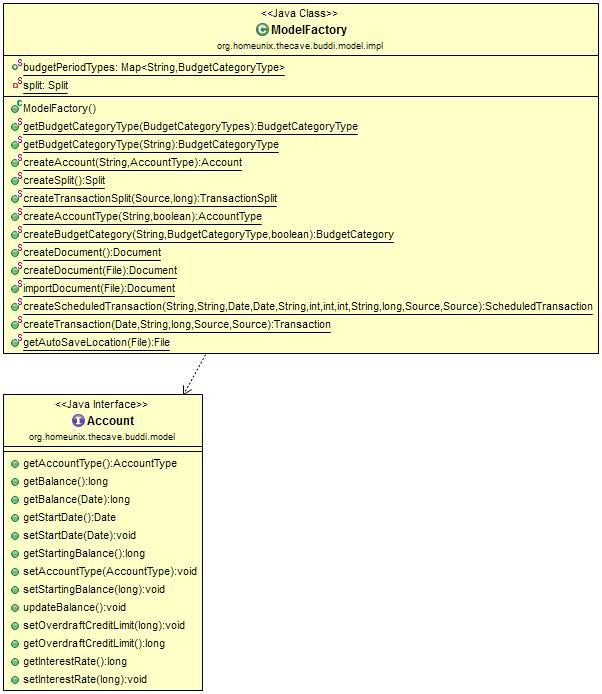 <<Java Class>>
ModelFactory
org.homeunix.thecave.buddi.model.impl
budgetPeriodTypes: Map<String,BudgetCategoryType>
split: Split
ModelFactory()
getBudgetCategoryType(BudgetCategoryTypes):BudgetCategoryType
getBudgetCategoryType(String):BudgetCategoryType
createAccount(String,AccountType):Account
createSplit():Split
createTransactionSplit(Source,long):TransactionSplit
createAccountType(String,boolean):AccountType
createBudgetCategory(String,BudgetCategoryType,boolean):BudgetCategory
createDocument():Document
createDocument(File):Document
importDocument(File):Document
createScheduledTransaction(String,String,Date,Date,String,int,int,int,String,long,Source,Source):ScheduledTransaction
createTransaction(Date,String,long,Source,Source):Transaction
getAutoSaveLocation(File):File
<<Java Interface>>
Account
org.homeunix.thecave.buddi.model
getAccountType():AccountType
getBalance():long
getBalance(Date):long
getStartDate():Date
setStartDate(Date):void
getStartingBalance():long
setAccountType(AccountType):void
setStartingBalance(long):void
updateBalance():void
setOverdraftCreditLimit(long):void
getOverdraftCreditLimit():long
getInterestRate():long
setInterestRate(long):void